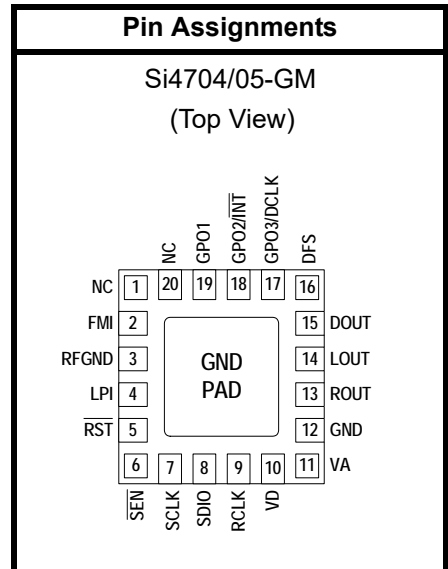 Pin Assignments
Si4704/05-GM
(Top View)
NC
GPO1
GPO2/INT
GPO3/DCLK
DFS
NC 1 20 19 18 17 16
FMI 2 15 DOUT
RFGND 3 14 LOUT
LPI 4 13 ROUT
RST 5 12 GND
6 7 8 9 10 11 VA
GND
PAD
SEN
SCLK
SDIO
RCLK
VD